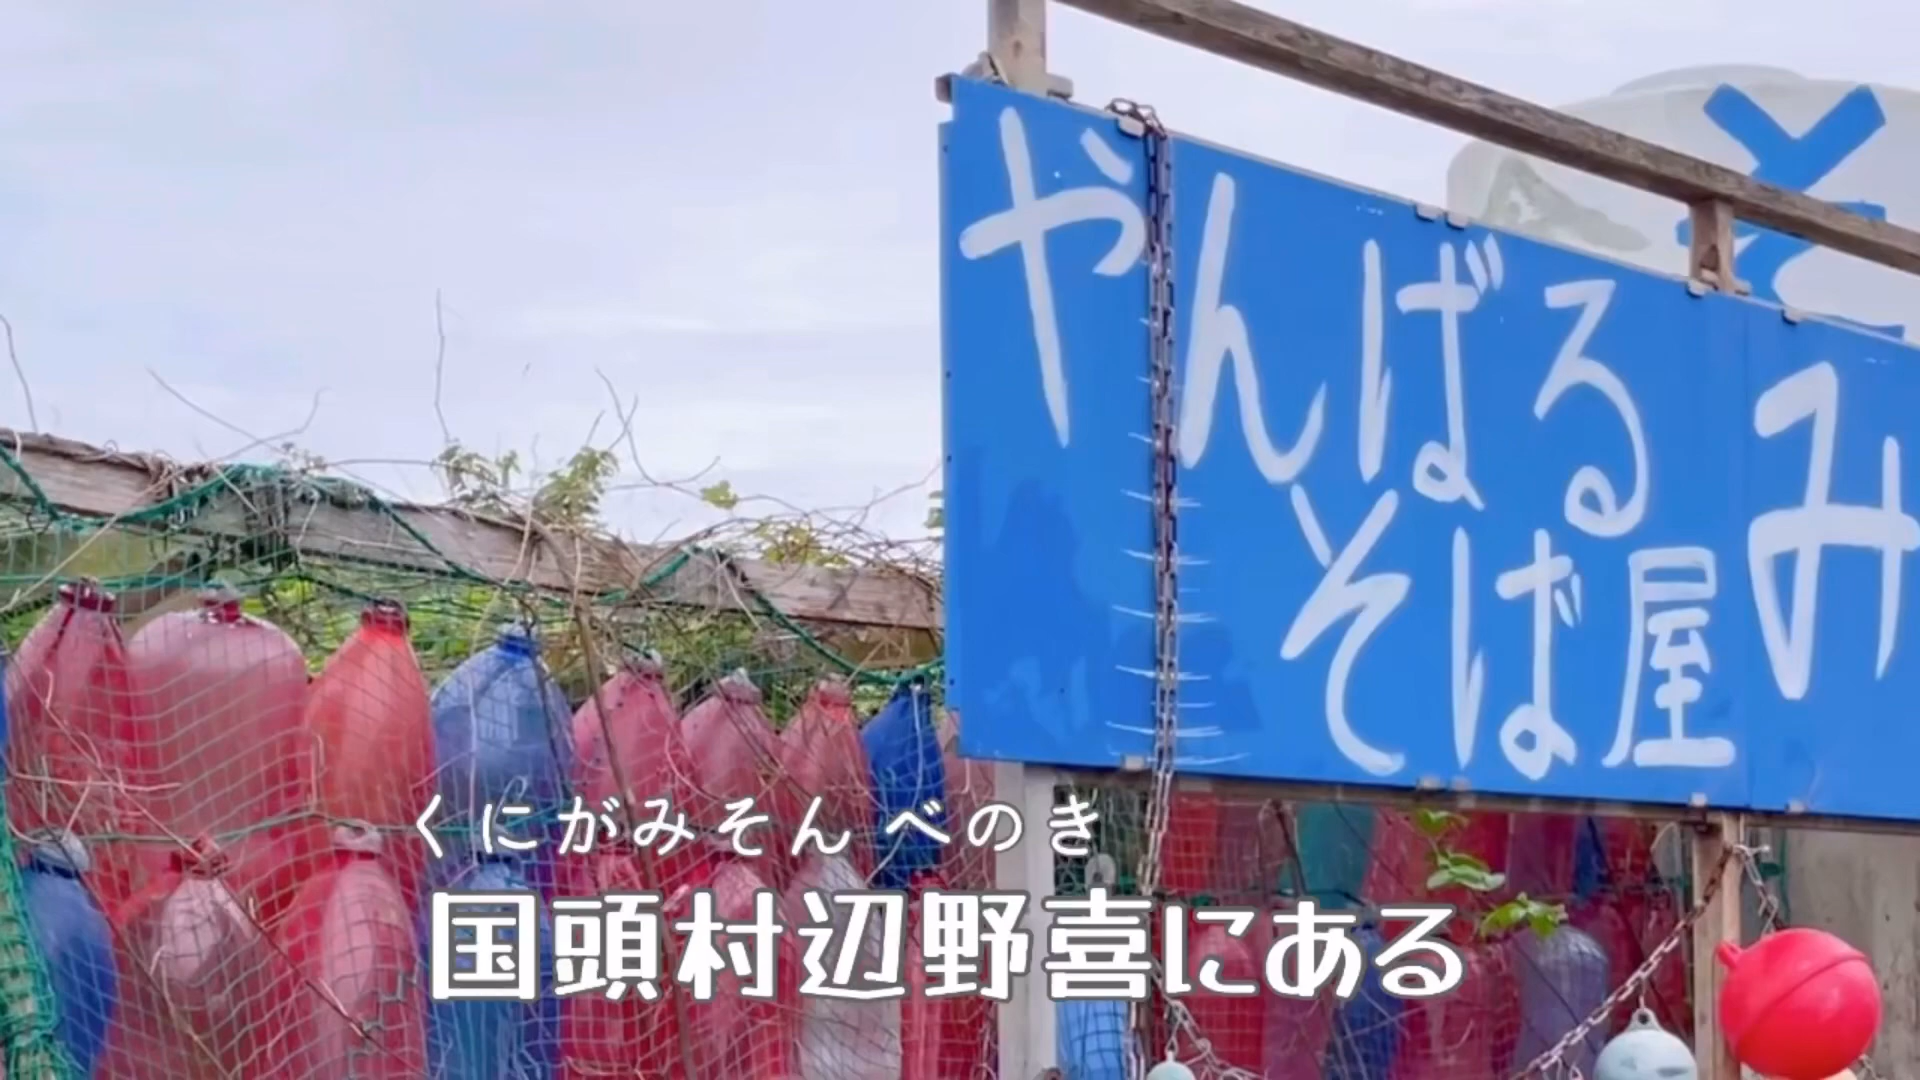 やんばる
そば屋
み
そ
くにがみそん べのき
国頭村辺野喜にある